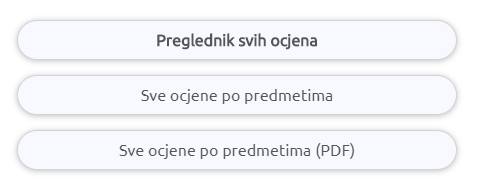 Preglednik svih ocjena
Sve ocjene po predmetima
Sve ocjene po predmetima (PDF)